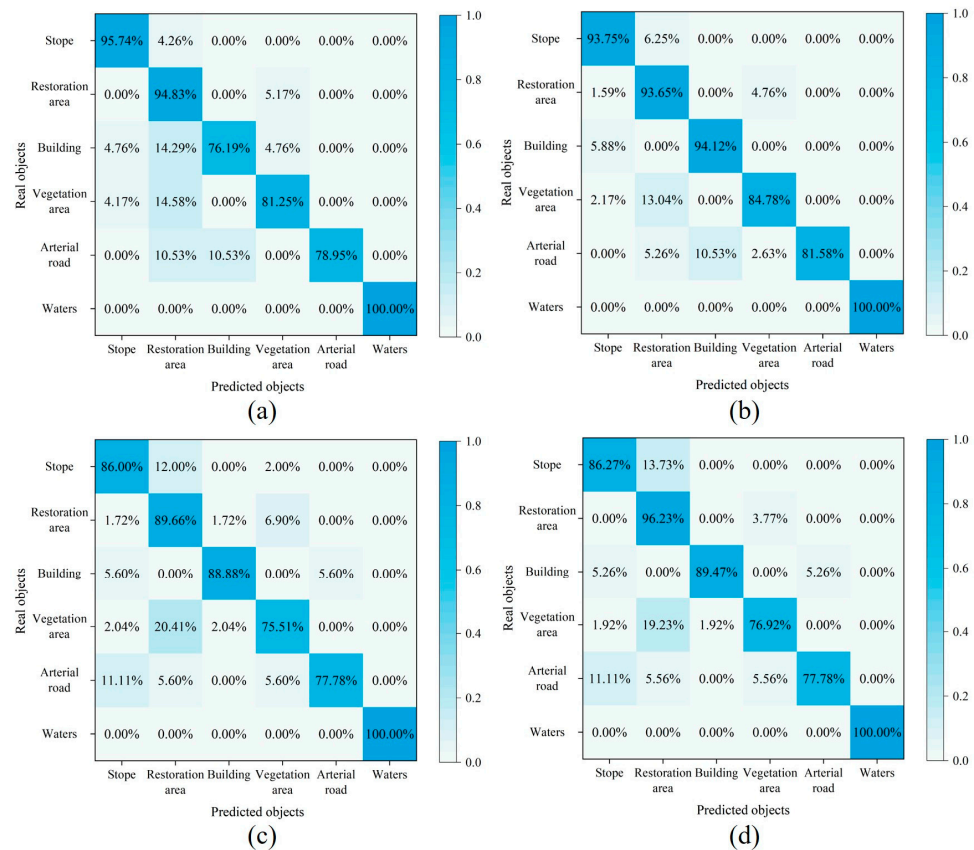 Stope 95.74% 4.26% 0.00% 0.00% 0.00% 0.00%
Restoration
area
0.00% 94.83% 0.00% 5.17% 0.00% 0.00%
Building 4.76% 14.29% 76.19% 4.76% 0.00% 0.00%
Vegetation
area
4.17% 14.58% 0.00% 81.25% 0.00% 0.00%
Arterial
road
0.00% 10.53% 10.53% 0.00% 78.95% 0.00%
Waters 0.00% 0.00% 0.00% 0.00% 0.00% 100.00%
Real objects
Stope Restoration Building Vegetation Arterial Waters
area area road
Predicted objects
1.0
0.8
0.6
0.4
0.2
0.0
(a)
Stope 93.75% 6.25% 0.00% 0.00% 0.00% 0.00%
Restoration
area
1.59% 93.65% 0.00% 4.76% 0.00% 0.00%
Building 5.88% 0.00% 94.12% 0.00% 0.00% 0.00%
Vegetation
area
2.17% 13.04% 0.00% 84.78% 0.00% 0.00%
Arterial
road
0.00% 5.26% 10.53% 2.63% 81.58% 0.00%
Waters 0.00% 0.00% 0.00% 0.00% 0.00% 100.00%
Real objects
Stope Restoration Building Vegetation Arterial Waters
area area road
Predicted objects
1.0
0.8
0.6
0.4
0.2
0.0
(b)
Stope 86.00% 12.00% 0.00% 2.00% 0.00% 0.00%
Restoration
area
1.72% 89.66% 1.72% 6.90% 0.00% 0.00%
Building 5.60% 0.00% 88.88% 0.00% 5.60% 0.00%
Vegetation
area
2.04% 20.41% 2.04% 75.51% 0.00% 0.00%
Arterial
road
11.11% 5.60% 0.00% 5.60% 77.78% 0.00%
Waters 0.00% 0.00% 0.00% 0.00% 0.00% 100.00%
Real objects
Stope Restoration Building Vegetation Arterial Waters
area area road
Predicted objects
1.0
0.8
0.6
0.4
0.2
0.0
(c)
Stope 86.27% 13.73% 0.00% 0.00% 0.00% 0.00%
Restoration
area
0.00% 96.23% 0.00% 3.77% 0.00% 0.00%
Building 5.26% 0.00% 89.47% 0.00% 5.26% 0.00%
Vegetation
area
1.92% 19.23% 1.92% 76.92% 0.00% 0.00%
Arterial
road
11.11% 5.56% 0.00% 5.56% 77.78% 0.00%
Waters 0.00% 0.00% 0.00% 0.00% 0.00% 100.00%
Real objects
Stope Restoration Building Vegetation Arterial Waters
area area road
Predicted objects
1.0
0.8
0.6
0.4
0.2
0.0
(d)